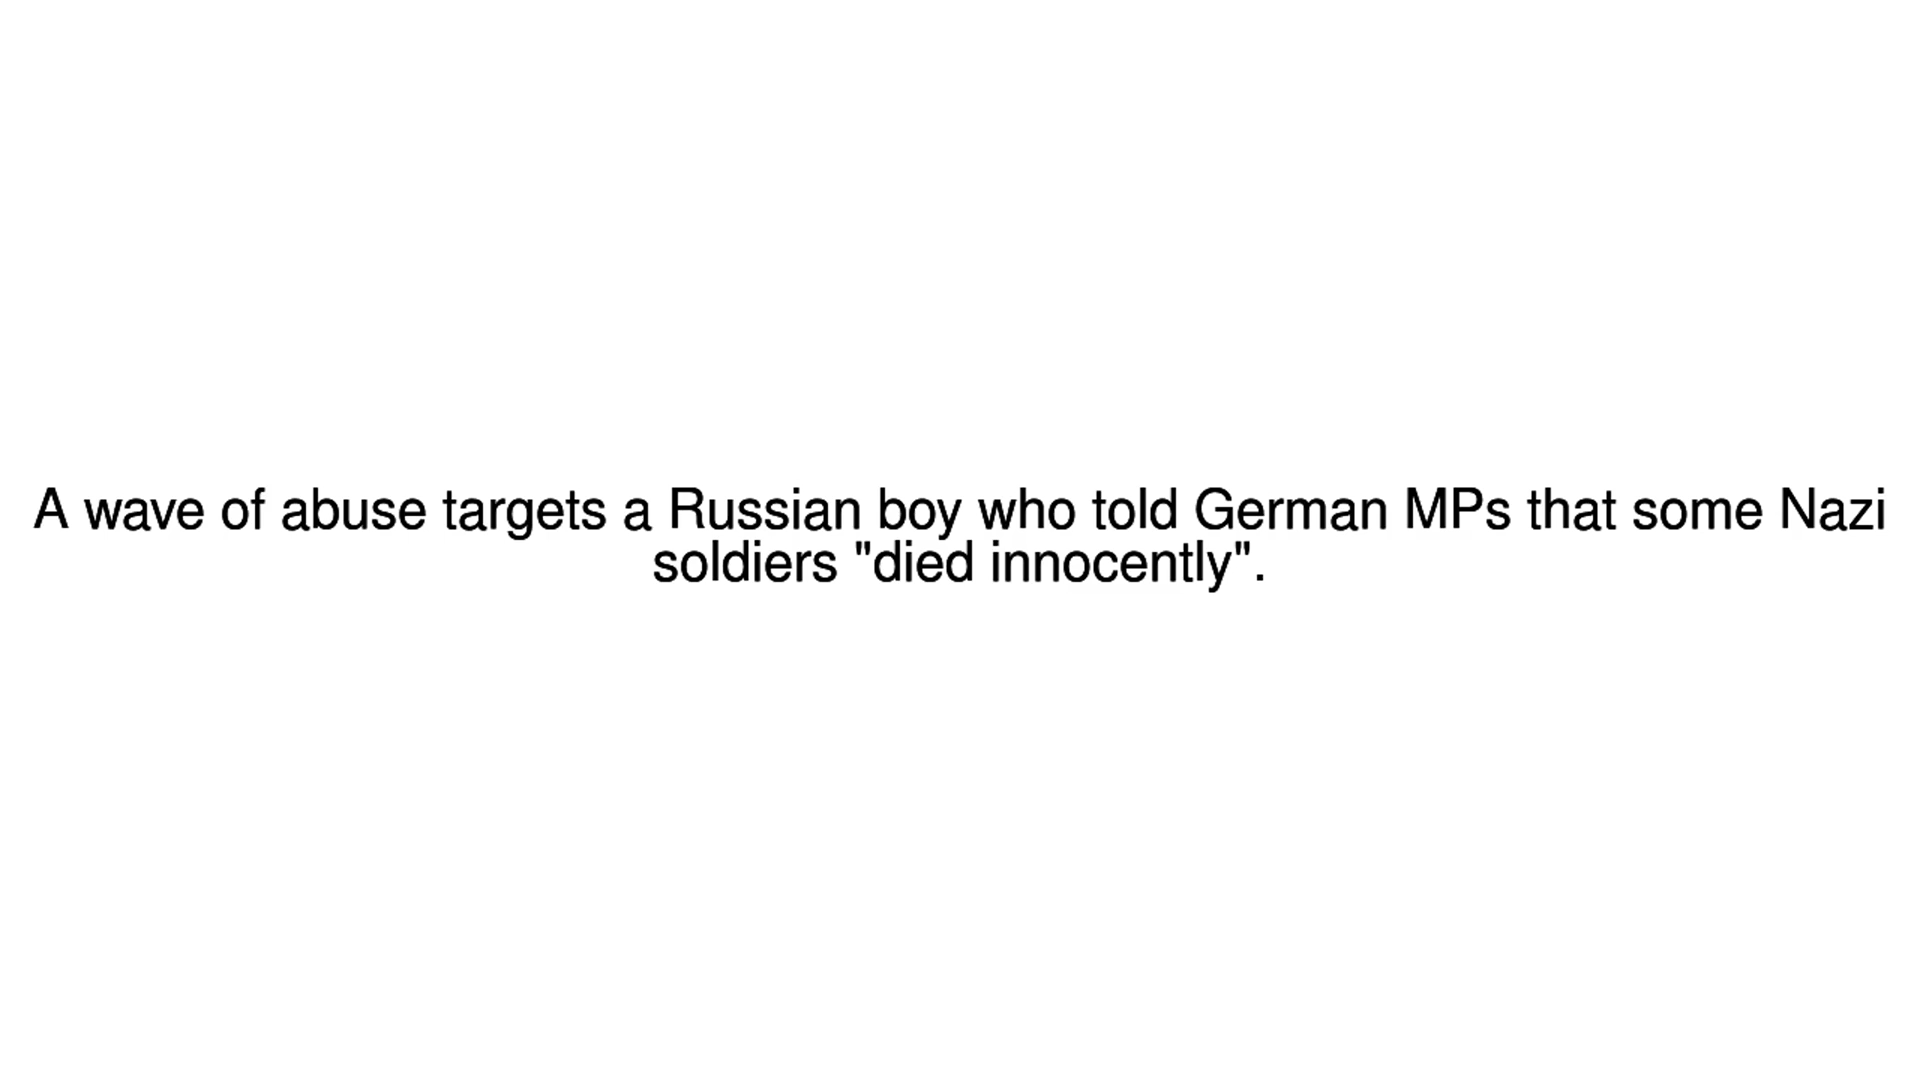 A wave of abuse targets a Russian boy who told German MPs that some Nazi
soldiers "died innocently".